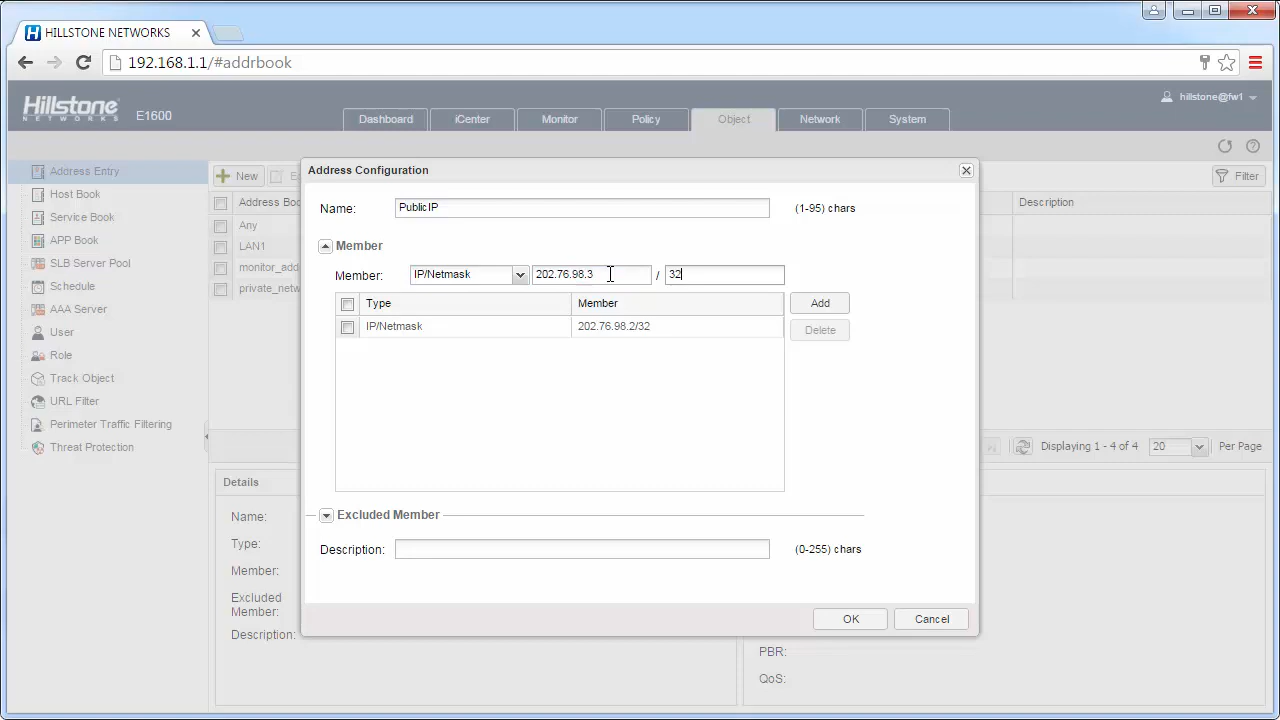 HILLSTONE NETWORKS
192.168.1.1/#addrbook
Hillstone
NETWORKS
E1600
Dashboard
iCenter
Monitor
Policy
Object
Network
System
hillstone@fw1
Address Entry
Host Book
Service Book
APP Book
SLB Server Pool
Schedule
AAA Server
User
Role
Track Object
URL Filter
Perimeter Traffic Filtering
Threat Protection
New
Filter
Address Boo
Description
Any
LAN1
monitor_add
private_netw
Address Configuration
Name: PublicIP (1-95) chars
Member
Member: IP/Netmask 202.76.98.3 / 32
Type Member
IP/Netmask 202.76.98.2/32
Add
Delete
Excluded Member
Description: (0-255) chars
OK
Cancel
Displaying 1 - 4 of 4 20 Per Page
Details
Name:
Type:
Member:
Excluded
Member:
Description:
PBR:
QoS: